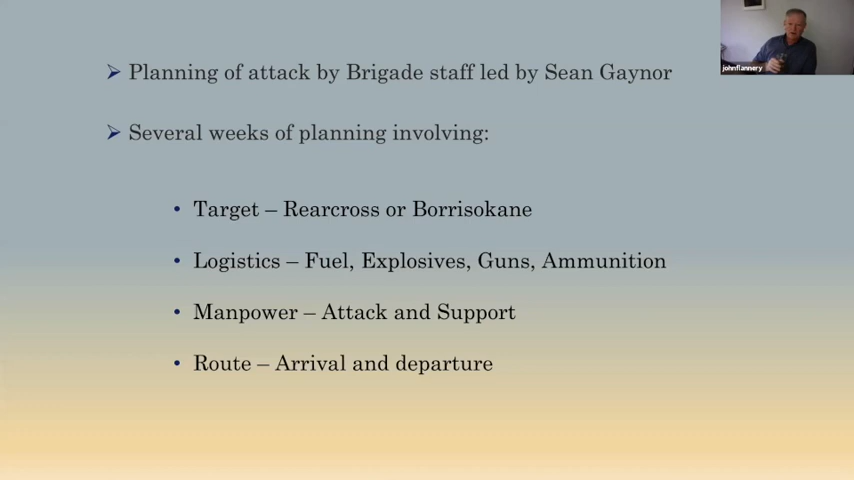 Planning of attack by Brigade staff led by Sean Gaynor
johnflannery
Several weeks of planning involving:
• Target – Rearcross or Borrisokane
• Logistics – Fuel, Explosives, Guns, Ammunition
• Manpower – Attack and Support
• Route – Arrival and departure